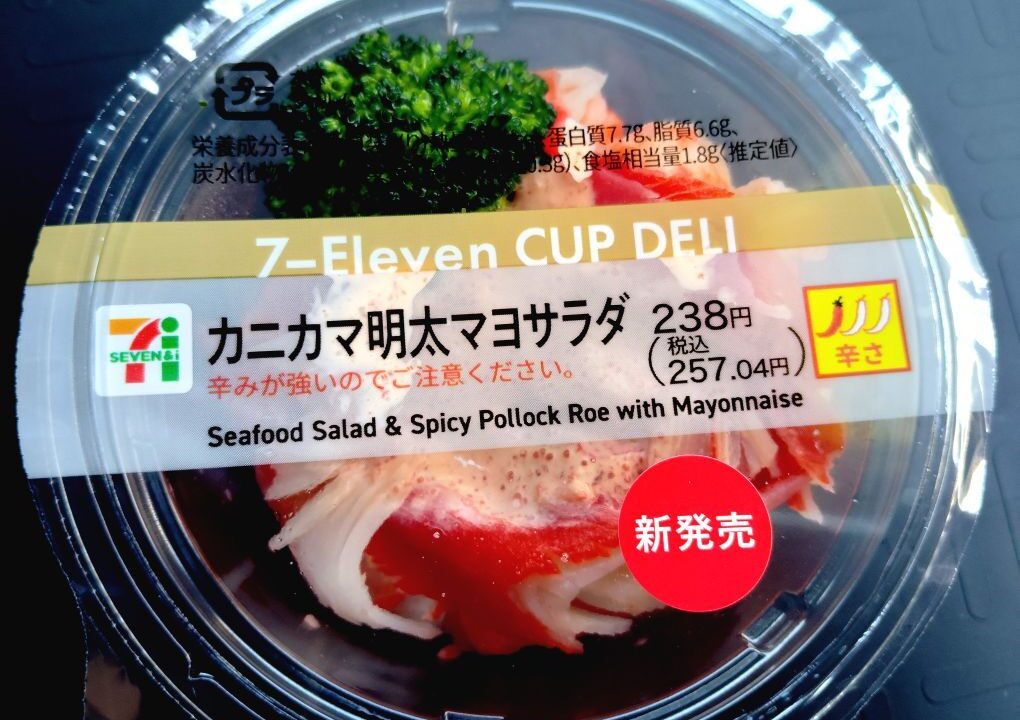 プラ
栄養成分表 蛋白質7.7g、脂質6.6g、
炭水化物 食塩相当量1.8g〈推定値〉
7-Eleven CUP DELI
SEVEN&i
カニカマ明太マヨサラダ
238円
(税込
257.04円)
辛さ
辛みが強いのでご注意ください。
Seafood Salad & Spicy Pollock Roe with Mayonnaise
新発売